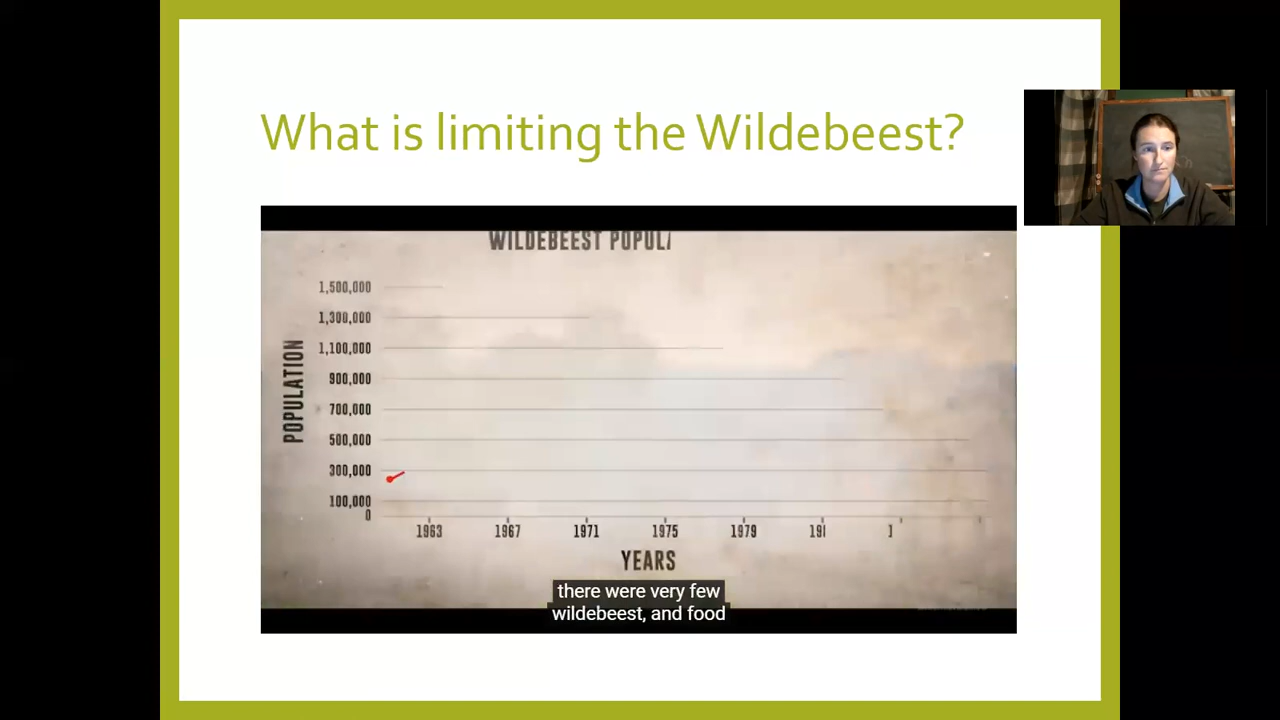 What is limiting the Wildebeest?
WILDEBEEST POPUL
1,500,000
1,300,000
1,100,000
900,000
700,000
500,000
300,000
100,000
0
POPULATION
1963 1967 1971 1975 1979
YEARS
there were very few
wildebeest, and food